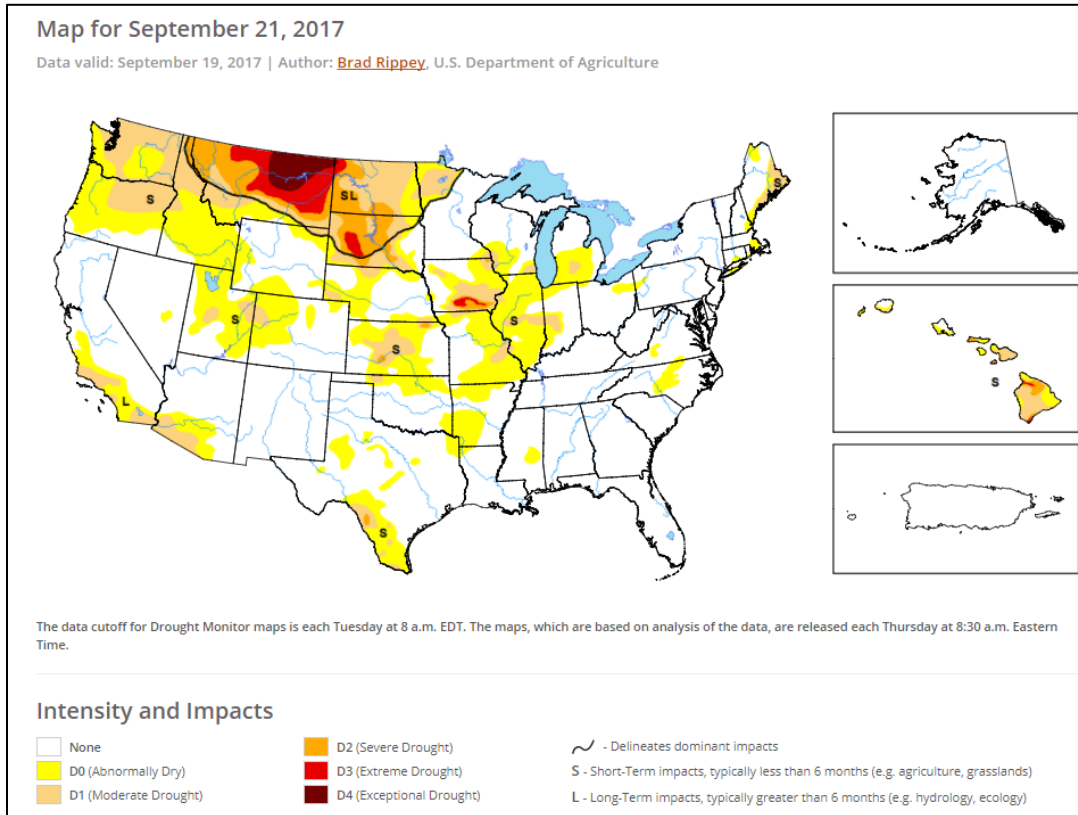 Map for September 21, 2017
Data valid: September 19, 2017 | Author: Brad Rippey, U.S. Department of Agriculture
S
S
SL
S
S
S
S
L
S
S
The data cutoff for Drought Monitor maps is each Tuesday at 8 a.m. EDT. The maps, which are based on analysis of the data, are released each Thursday at 8:30 a.m. Eastern
Time.
Intensity and Impacts
None
D0 (Abnormally Dry)
D1 (Moderate Drought)
D2 (Severe Drought)
D3 (Extreme Drought)
D4 (Exceptional Drought)
- Delineates dominant impacts
S - Short-Term impacts, typically less than 6 months (e.g. agriculture, grasslands)
L - Long-Term impacts, typically greater than 6 months (e.g. hydrology, ecology)